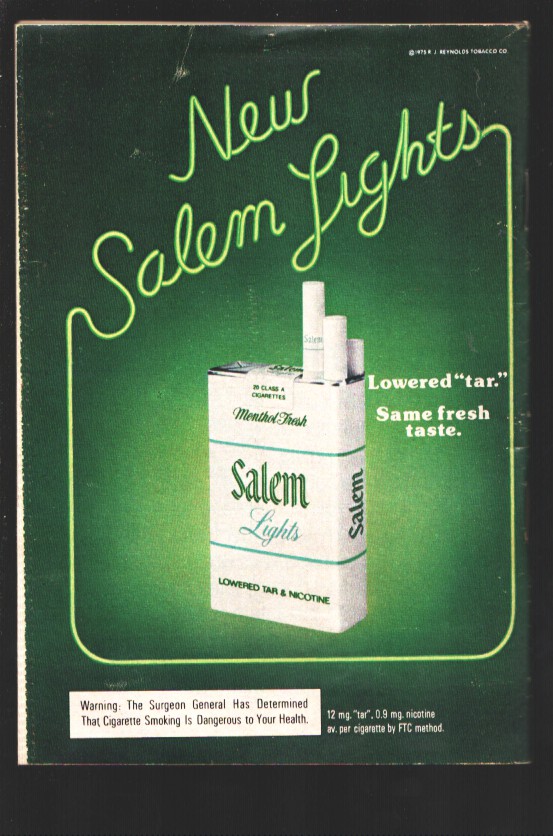 ©1975 R. J. REYNOLDS TOBACCO CO.
New
Salem Lights
Salem
Salem
20 CLASS A
CIGARETTES
Menthol Fresh
Lowered “tar.”
Same fresh
taste.
Salem
Lights
Salem
LOWERED TAR & NICOTINE
Warning: The Surgeon General Has Determined
That Cigarette Smoking Is Dangerous to Your Health.
12 mg. "tar", 0.9 mg. nicotine
av. per cigarette by FTC method.